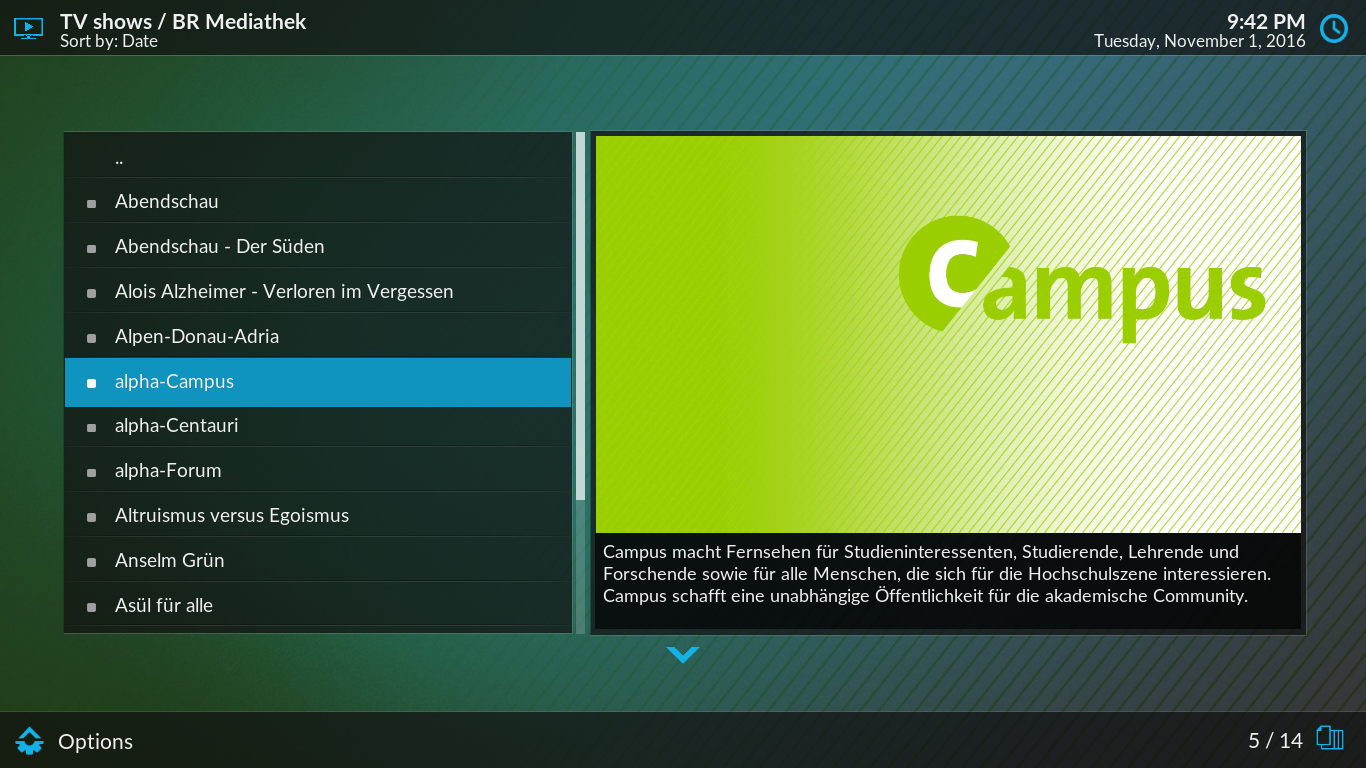 TV shows / BR Mediathek
Sort by: Date
9:42 PM
Tuesday, November 1, 2016
..
Abendschau
Abendschau - Der Süden
Alois Alzheimer - Verloren im Vergessen
Alpen-Donau-Adria
alpha-Campus
alpha-Centauri
alpha-Forum
Altruismus versus Egoismus
Anselm Grün
Asül für alle
Campus
Campus macht Fernsehen für Studieninteressenten, Studierende, Lehrende und
Forschende sowie für alle Menschen, die sich für die Hochschulszene interessieren.
Campus schafft eine unabhängige Öffentlichkeit für die akademische Community.
Options
5 / 14